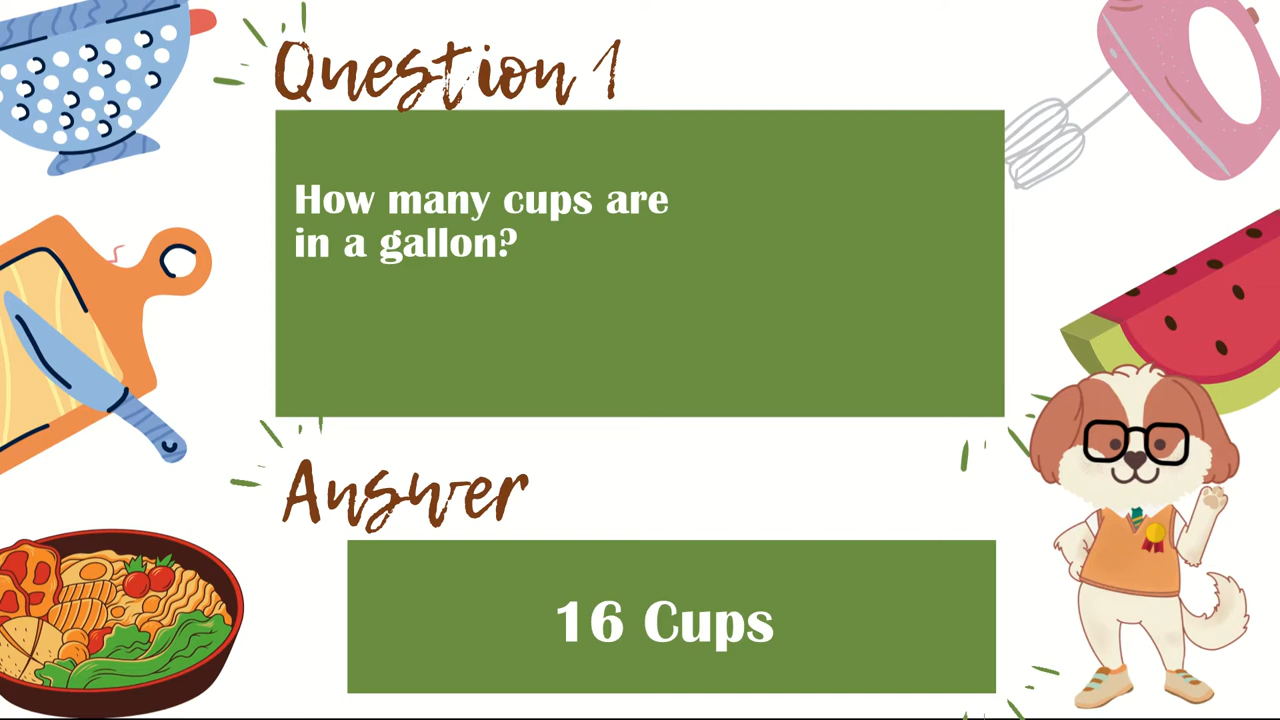 Question 1
How many cups are
in a gallon?
Answer
16 Cups